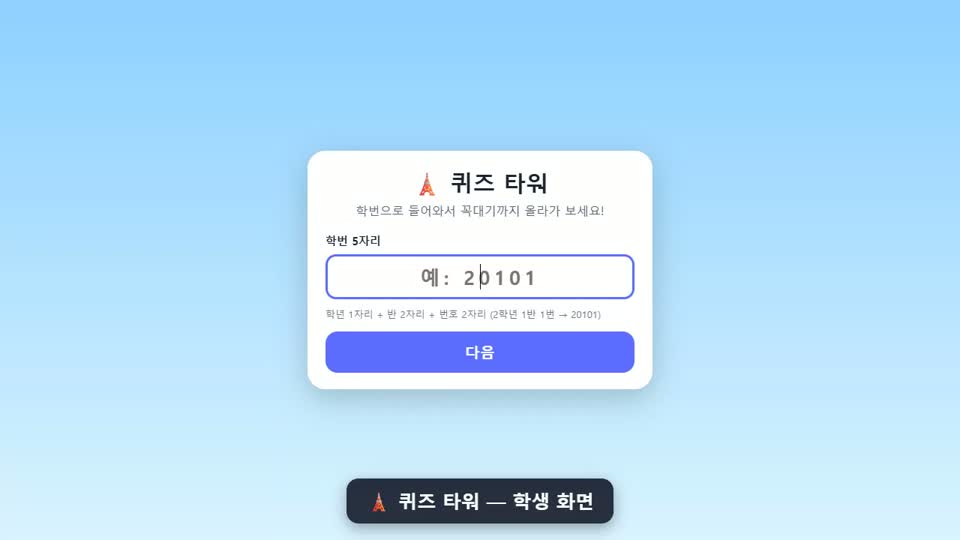 퀴즈 타워
학번으로 들어와서 꼭대기까지 올라가 보세요!
학번 5자리
예: 20101
학년 1자리 + 반 2자리 + 번호 2자리 (2학년 1반 1번 → 20101)
다음
퀴즈 타워 — 학생 화면